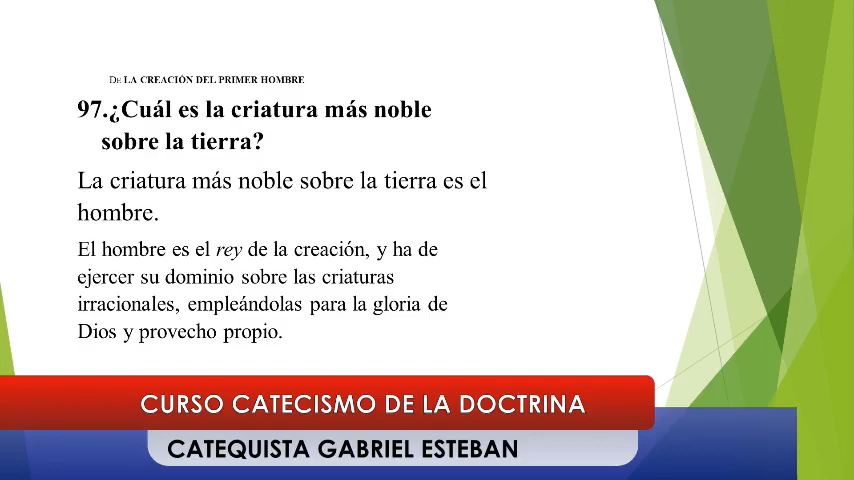 DE LA CREACIÓN DEL PRIMER HOMBRE
97.¿Cuál es la criatura más noble
sobre la tierra?
La criatura más noble sobre la tierra es el
hombre.
El hombre es el rey de la creación, y ha de
ejercer su dominio sobre las criaturas
irracionales, empleándolas para la gloria de
Dios y provecho propio.
CURSO CATECISMO DE LA DOCTRINA
CATEQUISTA GABRIEL ESTEBAN